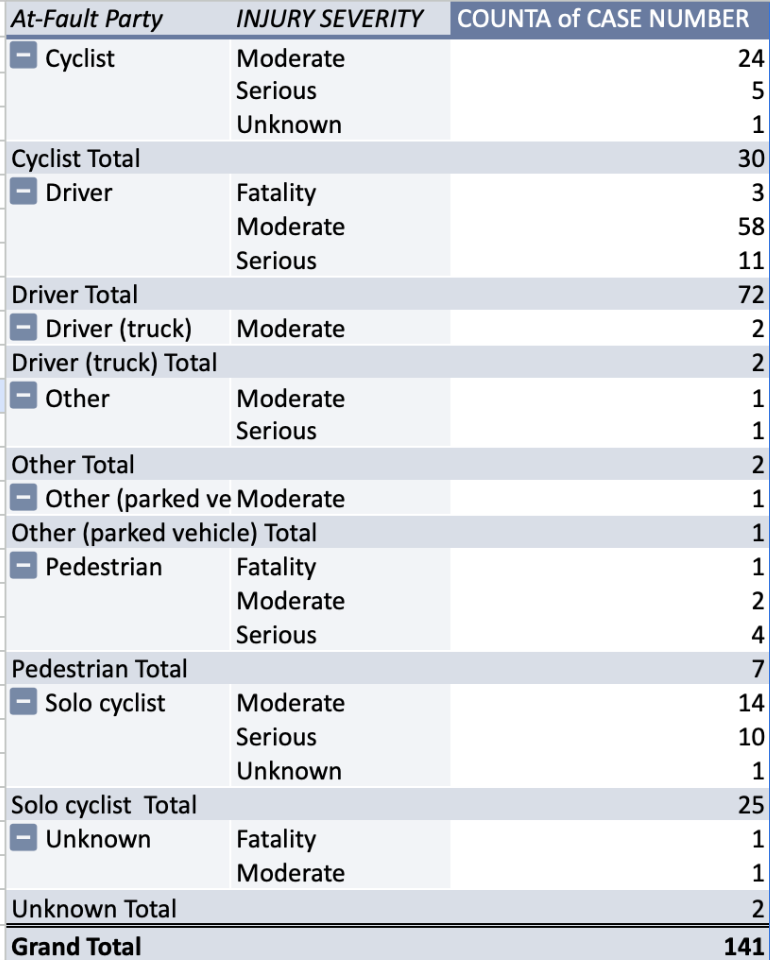 At-Fault Party INJURY SEVERITY COUNTA of CASE NUMBER
Cyclist Moderate 24
Serious 5
Unknown 1
Cyclist Total 30
Driver Fatality 3
Moderate 58
Serious 11
Driver Total 72
Driver (truck) Moderate 2
Driver (truck) Total 2
Other Moderate 1
Serious 1
Other Total 2
Other (parked ve Moderate 1
Other (parked vehicle) Total 1
Pedestrian Fatality 1
Moderate 2
Serious 4
Pedestrian Total 7
Solo cyclist Moderate 14
Serious 10
Unknown 1
Solo cyclist  Total 25
Unknown Fatality 1
Moderate 1
Unknown Total 2
Grand Total 141